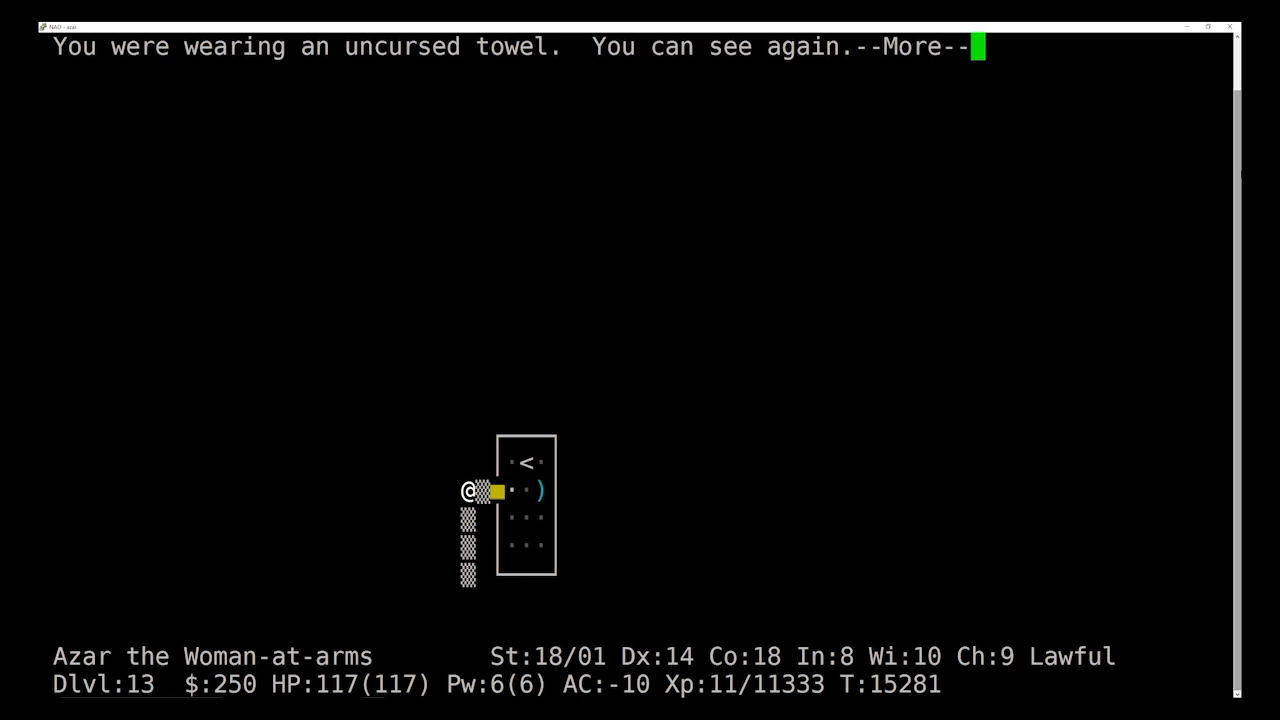 NAO - azar
You were wearing an uncursed towel.  You can see again.--More--
<
@ )
Azar the Woman-at-arms St:18/01 Dx:14 Co:18 In:8 Wi:10 Ch:9 Lawful
Dlvl:13  $:250 HP:117(117) Pw:6(6) AC:-10 Xp:11/11333 T:15281